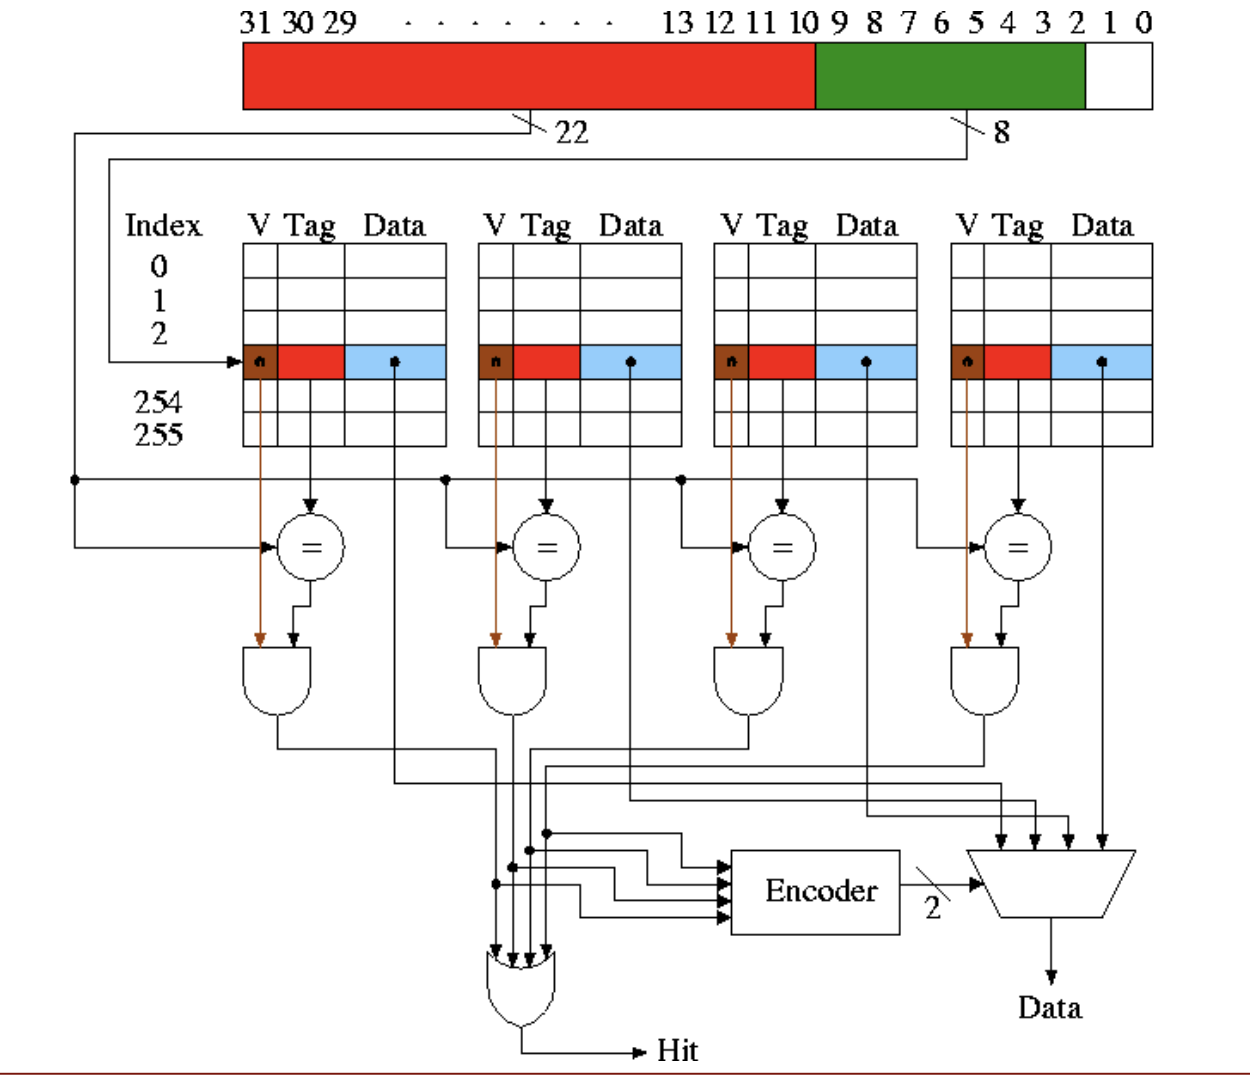 31 30 29 . . . . . . . 13 12 11 10 9 8 7 6 5 4 3 2 1 0
22 8
Index V Tag Data V Tag Data V Tag Data V Tag Data
0
1
2
254
255
= = = =
Encoder
2
Data
Hit